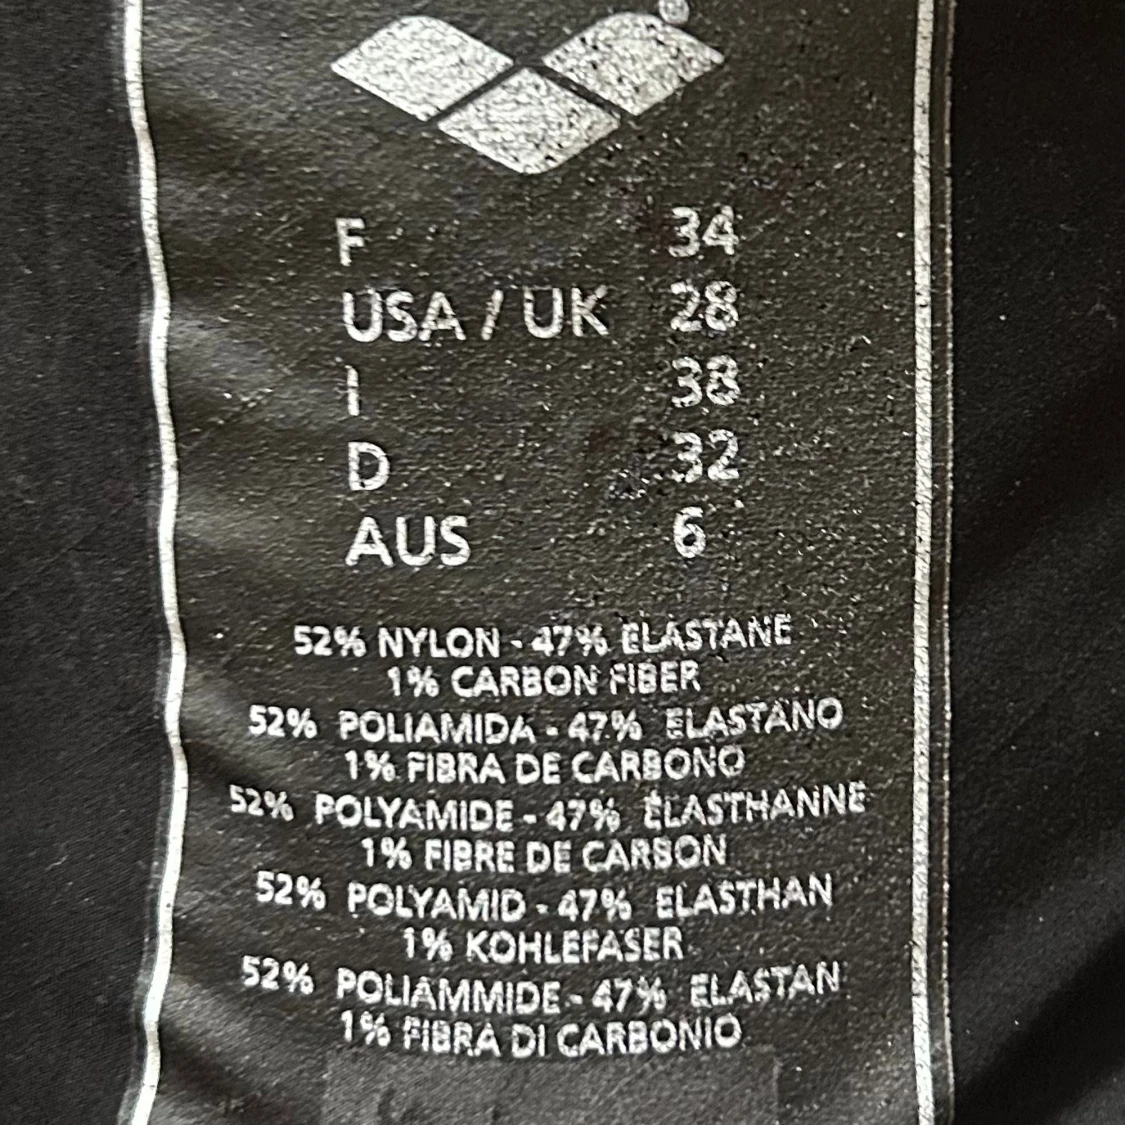 ®
F 34
USA / UK 28
I 38
D 32
AUS 6
52% NYLON - 47% ELASTANE
1% CARBON FIBER
52% POLIAMIDA - 47% ELASTANO
1% FIBRA DE CARBONO
52% POLYAMIDE - 47% ÉLASTHANNE
1% FIBRE DE CARBON
52% POLYAMID - 47% ELASTHAN
1% KOHLEFASER
52% POLIAMMIDE - 47% ELASTAN
1% FIBRA DI CARBONIO